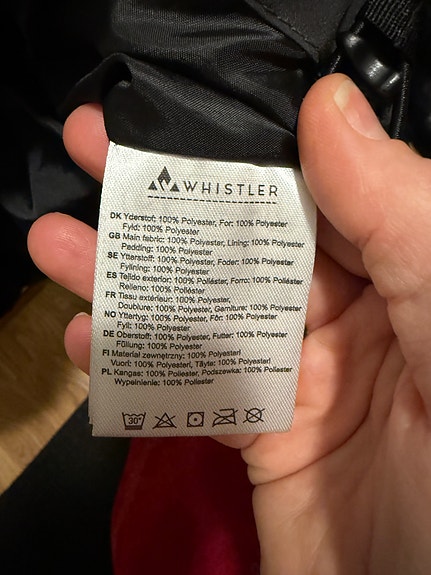 WHISTLER
DK Yderstof: 100% Polyester, For: 100% Polyester
Fyld: 100% Polyester
GB Main fabric: 100% Polyester, Lining: 100% Polyester
Padding: 100% Polyester
SE Ytterstoff: 100% Polyester, Foder: 100% Polyester
Fyllning: 100% Polyester
ES Tejido exterior: 100% Poliéster, Forro: 100% Poliéster
Relleno: 100% Poliéster
FR Tissu extérieur: 100% Polyester,
Doublure: 100% Polyester, Garniture: 100% Polyester
NO Yttertyg: 100% Polyester, Fôr: 100% Polyester
Fyll: 100% Polyester
DE Oberstoff: 100% Polyester, Futter: 100% Polyester
Füllung: 100% Polyester
FI Materiał zewnętrzny: 100% Polyesteri
Vuori: 100% Polyesteri, Täyte: 100% Polyesteri
PL Kangas: 100% Poliester, Podszewka: 100% Poliester
Wypełnienie: 100% Poliester
30°